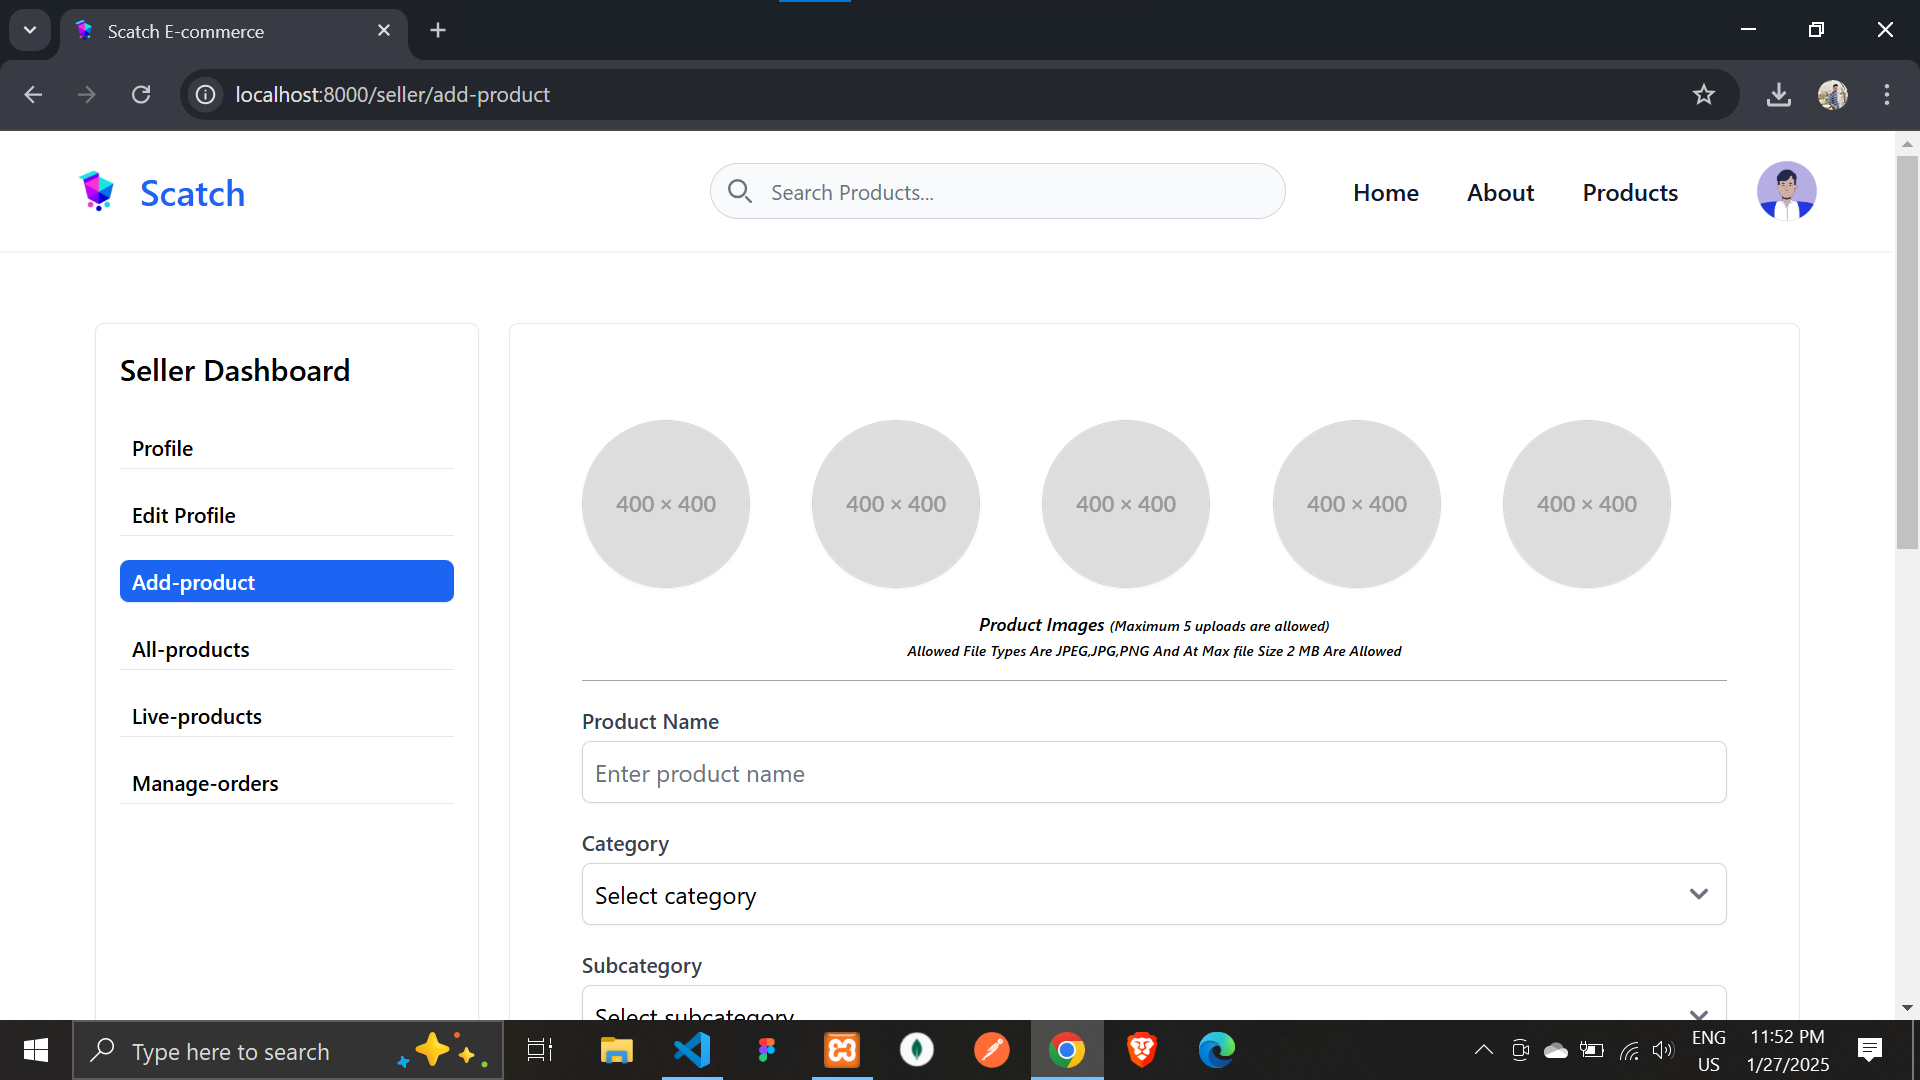 Scatch E-commerce
localhost:8000/seller/add-product
Scatch
Search Products...
Home
About
Products
Seller Dashboard
Profile
Edit Profile
Add-product
All-products
Live-products
Manage-orders
400 × 400
400 × 400
400 × 400
400 × 400
400 × 400
Product Images (Maximum 5 uploads are allowed)
Allowed File Types Are JPEG,JPG,PNG And At Max file Size 2 MB Are Allowed
Product Name
Enter product name
Category
Select category
Subcategory
Select subcategory
Type here to search
ENG
US
11:52 PM
1/27/2025